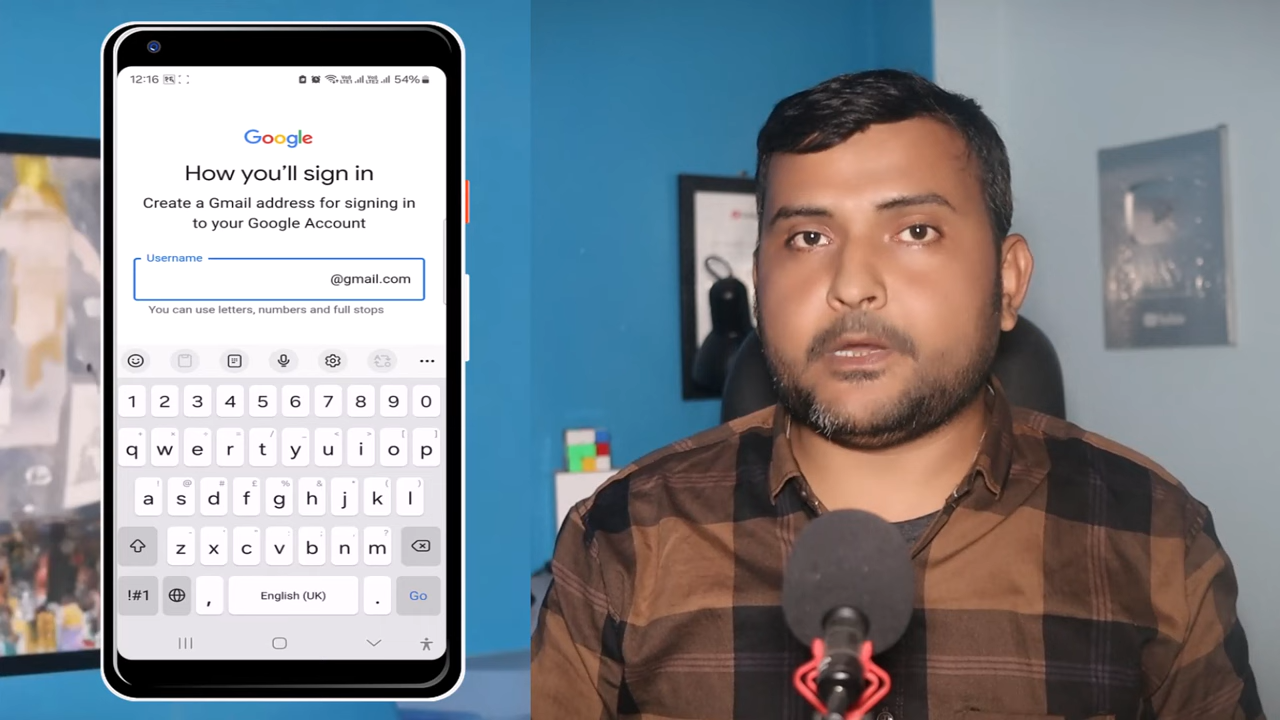 12:16
54%
Google
How you'll sign in
Create a Gmail address for signing in
to your Google Account
Username
@gmail.com
You can use letters, numbers and full stops
1 2 3 4 5 6 7 8 9 0
q w e r t y u i o p
a s d f g h j k l
z x c v b n m
!#1 , English (UK) . Go